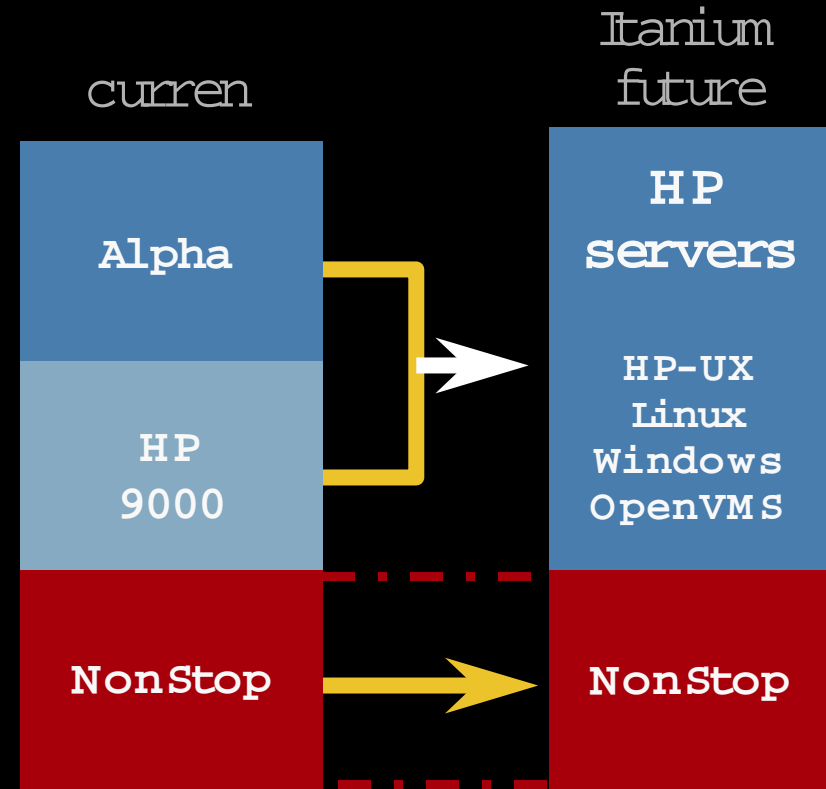 curren
Alpha
HP
9000
NonStop
Itanium
future
HP
servers
HP-UX
Linux
Windows
OpenVMS
NonStop